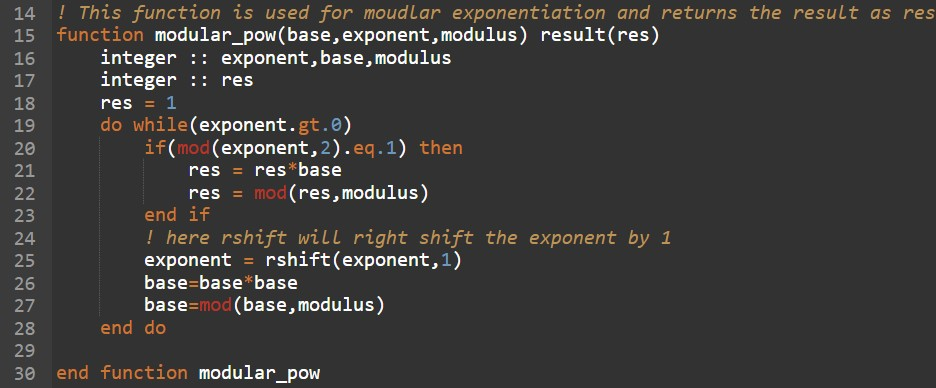 14 ! This function is used for moudlar exponentiation and returns the result as res
15 function modular_pow(base,exponent,modulus) result(res)
16     integer :: exponent,base,modulus
17     integer :: res
18     res = 1
19     do while(exponent.gt.0)
20         if(mod(exponent,2).eq.1) then
21             res = res*base
22             res = mod(res,modulus)
23         end if
24         ! here rshift will right shift the exponent by 1
25         exponent = rshift(exponent,1)
26         base=base*base
27         base=mod(base,modulus)
28     end do
29
30 end function modular_pow